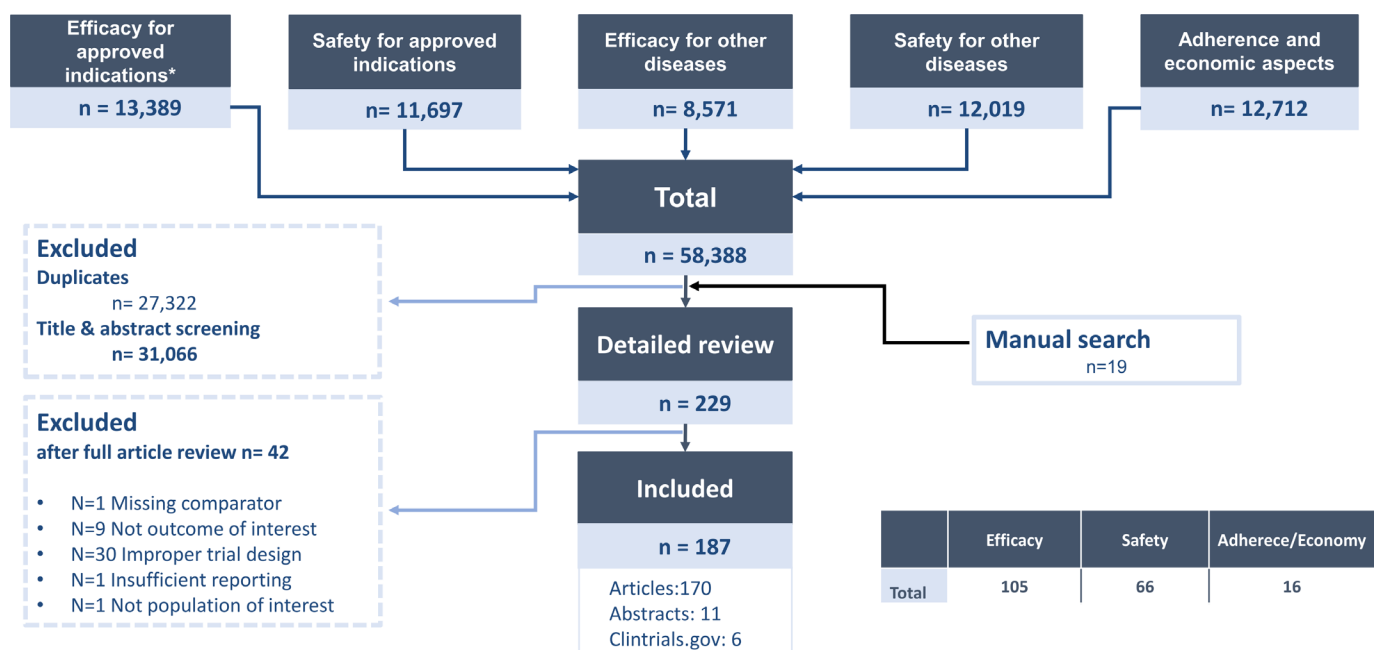 Efficacy for
approved
indications*
n = 13,389
Safety for approved
indications
n= 11,697
Efficacy for other
diseases
n= 8,571
Safety for other
diseases
n= 12,019
Adherence and
economic aspects
n= 12,712
Total
n = 58,388
Excluded
Duplicates
n= 27,322
Title & abstract screening
n= 31,066
Manual search
n=19
Detailed review
n = 229
Excluded
after full article review n= 42
• N=1 Missing comparator
• N=9 Not outcome of interest
• N=30 Improper trial design
• N=1 Insufficient reporting
• N=1 Not population of interest
Included
n = 187
Articles:170
Abstracts: 11
Clintrials.gov: 6
Efficacy Safety Adherece/Economy
Total 105 66 16